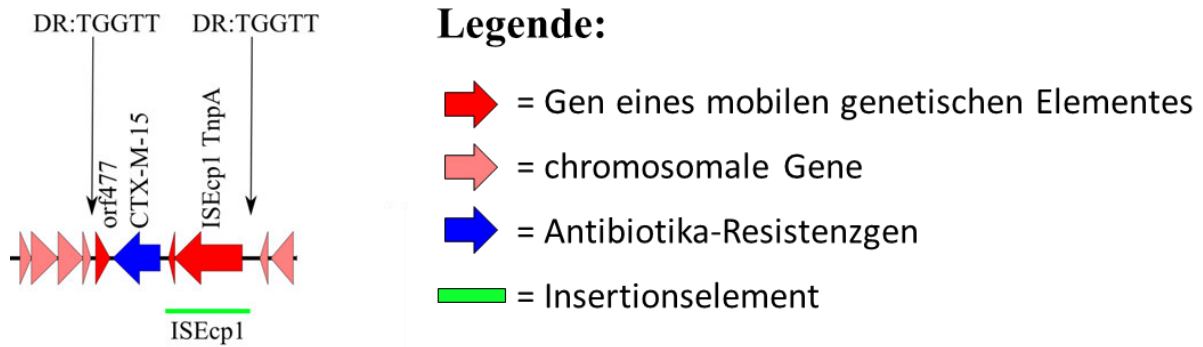 DR:TGGTT DR:TGGTT
orf477
CTX-M-15
ISEcp1 TnpA
ISEcp1
Legende:
= Gen eines mobilen genetischen Elementes
= chromosomale Gene
= Antibiotika-Resistenzgen
= Insertionselement